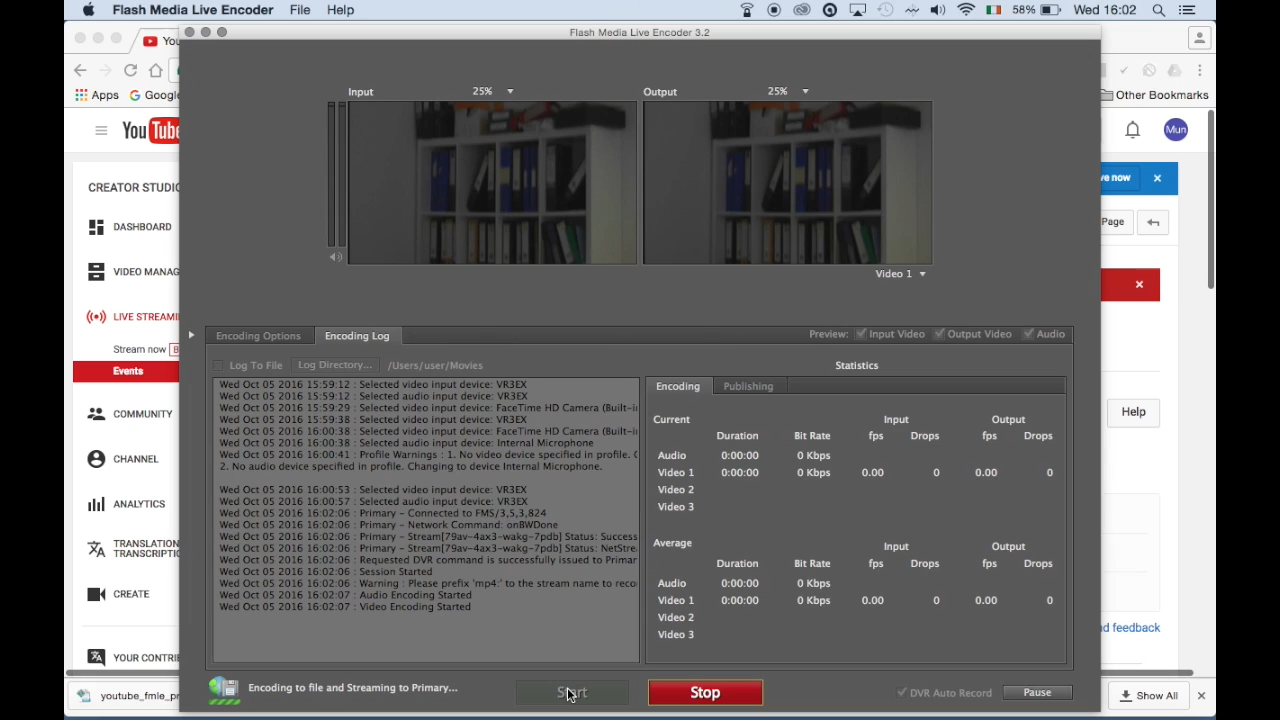 Flash Media Live Encoder File Help 58% Wed 16:02
Flash Media Live Encoder 3.2
Apps Google Other Bookmarks
YouTube Mun
CREATOR STUDIO
DASHBOARD
VIDEO MANAG
LIVE STREAMI
Stream now B
Events
COMMUNITY
CHANNEL
ANALYTICS
TRANSLATION
TRANSCRIPTIO
CREATE
YOUR CONTRI
ve now
Page
Help
d feedback
Input 25% Output 25%
Video 1
Encoding Options Encoding Log Preview: Input Video Output Video Audio
Log To File Log Directory... /Users/user/Movies
Wed Oct 05 2016 15:59:12 : Selected video input device: VR3EX
Wed Oct 05 2016 15:59:12 : Selected audio input device: VR3EX
Wed Oct 05 2016 15:59:29 : Selected video input device: FaceTime HD Camera (Built-i
Wed Oct 05 2016 15:59:38 : Selected video input device: VR3EX
Wed Oct 05 2016 16:00:38 : Selected video input device: FaceTime HD Camera (Built-i
Wed Oct 05 2016 16:00:38 : Selected audio input device: Internal Microphone
Wed Oct 05 2016 16:00:41 : Profile Warnings : 1. No video device specified in profile.
2. No audio device specified in profile. Changing to device Internal Microphone.
Wed Oct 05 2016 16:00:53 : Selected video input device: VR3EX
Wed Oct 05 2016 16:00:57 : Selected audio input device: VR3EX
Wed Oct 05 2016 16:02:06 : Primary - Connected to FMS/3,5,3,824
Wed Oct 05 2016 16:02:06 : Primary - Network Command: onBWDone
Wed Oct 05 2016 16:02:06 : Primary - Stream[79av-4ax3-wakg-7pdb] Status: Success
Wed Oct 05 2016 16:02:06 : Primary - Stream[79av-4ax3-wakg-7pdb] Status: NetStre
Wed Oct 05 2016 16:02:06 : Requested DVR command is successfully issued to Primar
Wed Oct 05 2016 16:02:06 : Session Started
Wed Oct 05 2016 16:02:06 : Warning : Please prefix 'mp4:' to the stream name to reco
Wed Oct 05 2016 16:02:07 : Audio Encoding Started
Wed Oct 05 2016 16:02:07 : Video Encoding Started
Statistics
Encoding Publishing
Current Input Output
Duration Bit Rate fps Drops fps Drops
Audio 0:00:00 0 Kbps
Video 1 0:00:00 0 Kbps 0.00 0 0.00 0
Video 2
Video 3
Average Input Output
Duration Bit Rate fps Drops fps Drops
Audio 0:00:00 0 Kbps
Video 1 0:00:00 0 Kbps 0.00 0 0.00 0
Video 2
Video 3
Encoding to file and Streaming to Primary... Start Stop DVR Auto Record Pause
youtube_fmle_pr Show All